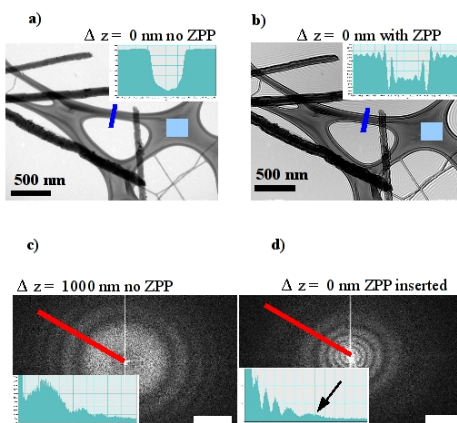 a)
Δ z = 0 nm no ZPP
b)
Δ z = 0 nm with ZPP
500 nm
500 nm
c)
Δ z = 1000 nm no ZPP
d)
Δ z = 0 nm ZPP inserted